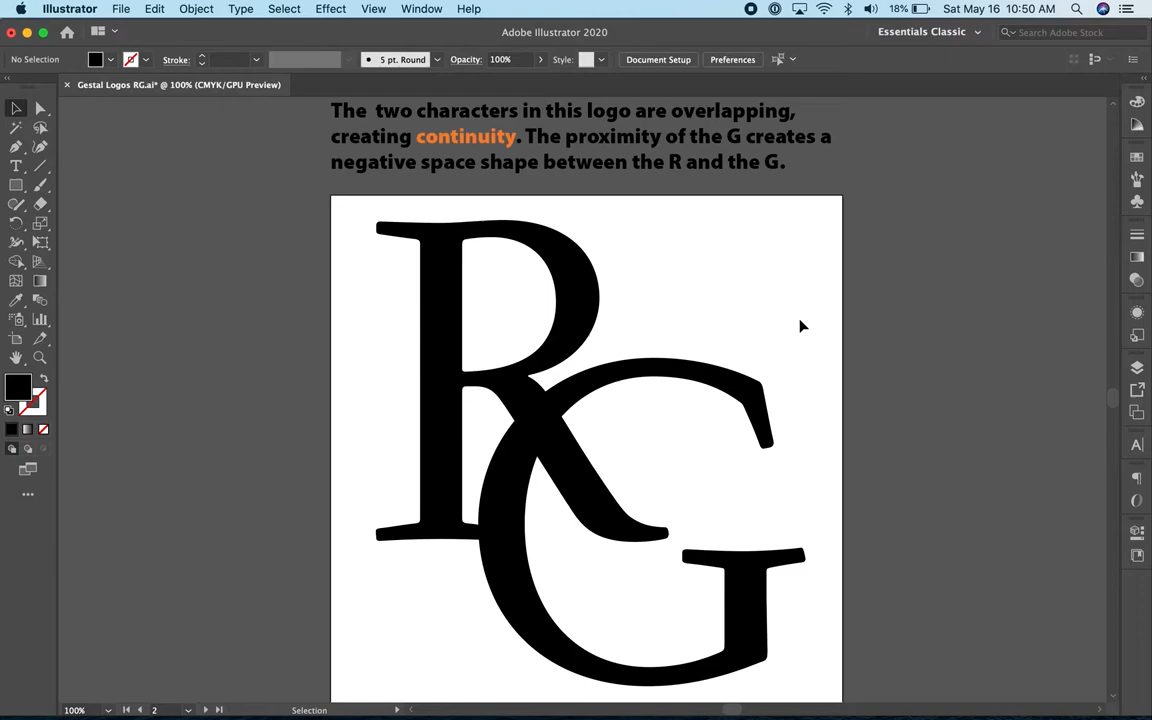 Illustrator File Edit Object Type Select Effect View Window Help 18% Sat May 16 10:50 AM
Adobe Illustrator 2020 Essentials Classic Search Adobe Stock
No Selection Stroke: 5 pt. Round Opacity: 100% Style: Document Setup Preferences
Gestal Logos RG.ai* @ 100% (CMYK/GPU Preview)
The two characters in this logo are overlapping,
creating continuity. The proximity of the G creates a
negative space shape between the R and the G.
RG
100% 2 Selection